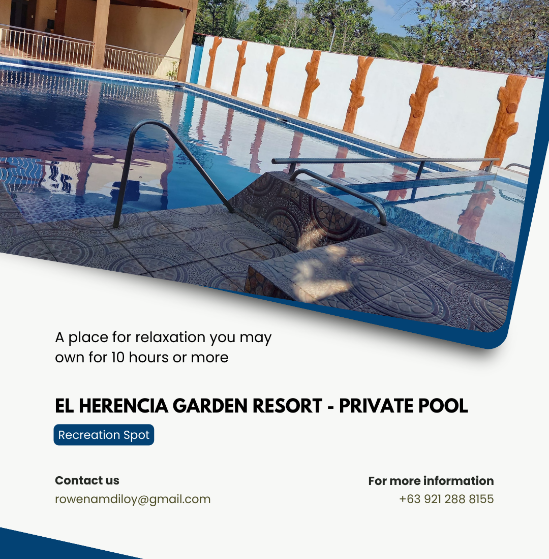 A place for relaxation you may
own for 10 hours or more
EL HERENCIA GARDEN RESORT - PRIVATE POOL
Recreation Spot
Contact us
rowenamdiloy@gmail.com
For more information
+63 921 288 8155